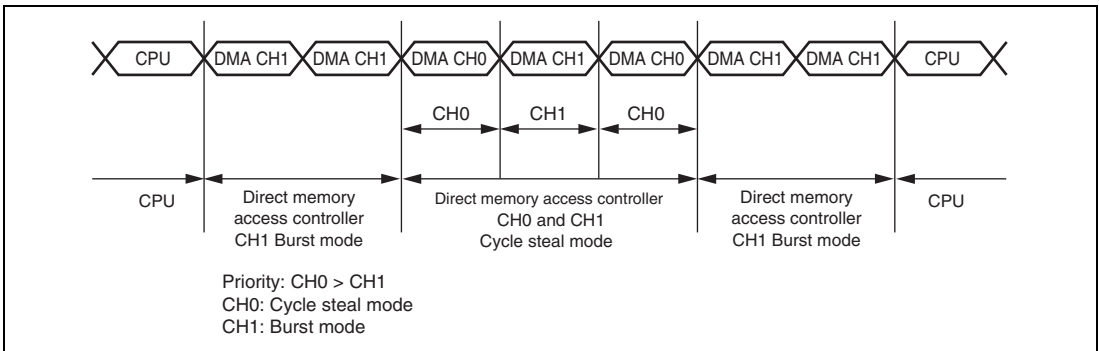 CPU DMA CH1 DMA CH1 DMA CH0 DMA CH1 DMA CH0 DMA CH1 DMA CH1 CPU
CH0 CH1 CH0
CPU
Direct memory
access controller
CH1 Burst mode
Direct memory access controller
CH0 and CH1
Cycle steal mode
Direct memory
access controller
CH1 Burst mode
CPU
Priority: CH0 > CH1
CH0: Cycle steal mode
CH1: Burst mode